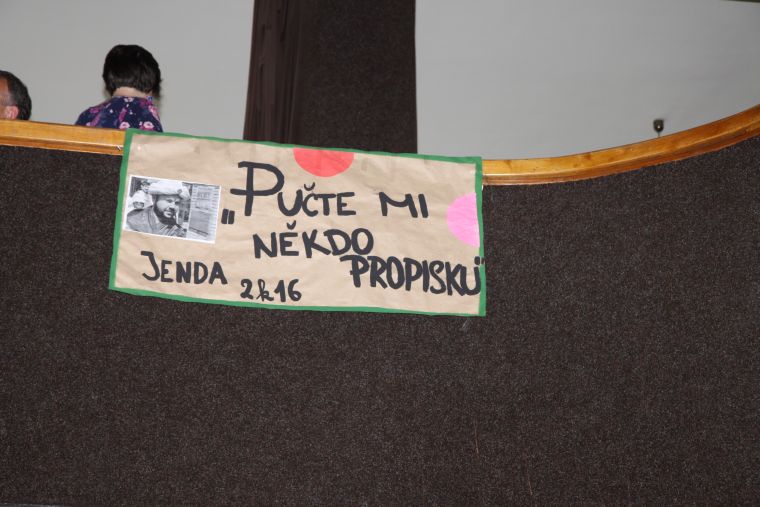 „PUČTE MI
NĚKDO
PROPISKU"
JENDA 2k16